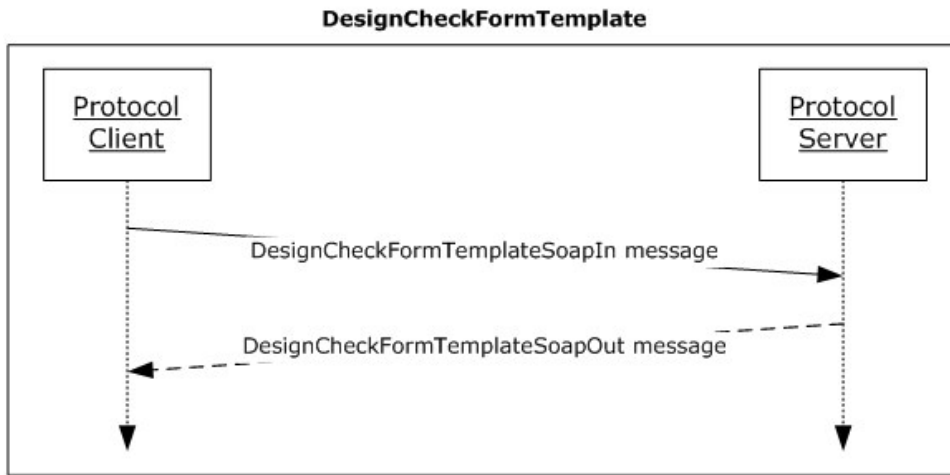 DesignCheckFormTemplate
Protocol
Client
Protocol
Server
DesignCheckFormTemplateSoapIn message
DesignCheckFormTemplateSoapOut message